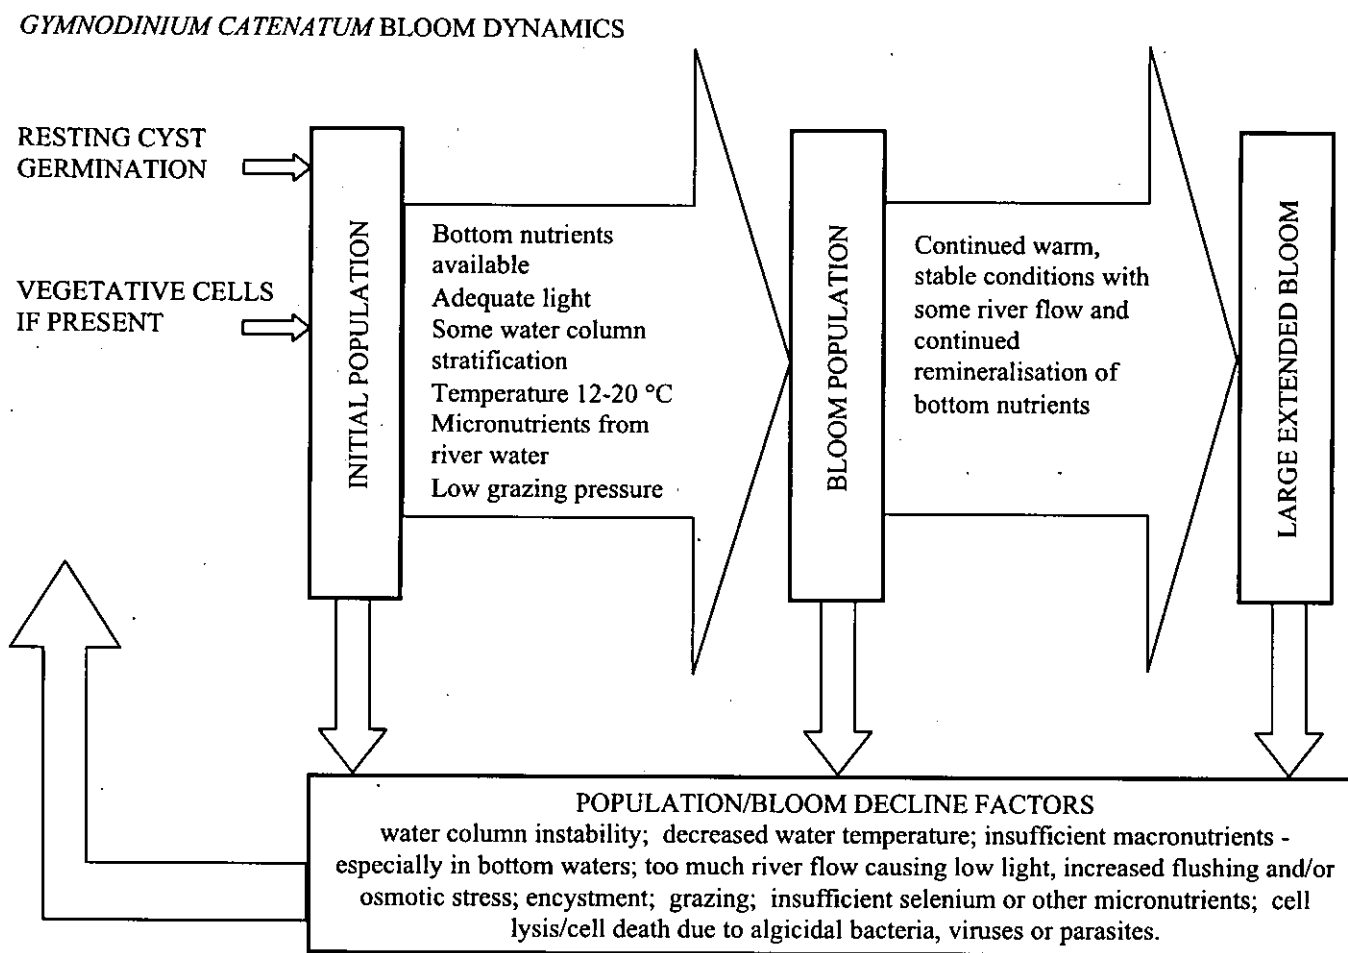 GYMNODINIUM CATENATUM BLOOM DYNAMICS
RESTING CYST
GERMINATION
VEGETATIVE CELLS
IF PRESENT
INITIAL POPULATION
Bottom nutrients
available
Adequate light
Some water column
stratification
Temperature 12-20 °C
Micronutrients from
river water
Low grazing pressure
BLOOM POPULATION
Continued warm,
stable conditions with
some river flow and
continued
remineralisation of
bottom nutrients
LARGE EXTENDED BLOOM
POPULATION/BLOOM DECLINE FACTORS
water column instability; decreased water temperature; insufficient macronutrients -
especially in bottom waters; too much river flow causing low light, increased flushing and/or
osmotic stress; encystment; grazing; insufficient selenium or other micronutrients; cell
lysis/cell death due to algicidal bacteria, viruses or parasites.